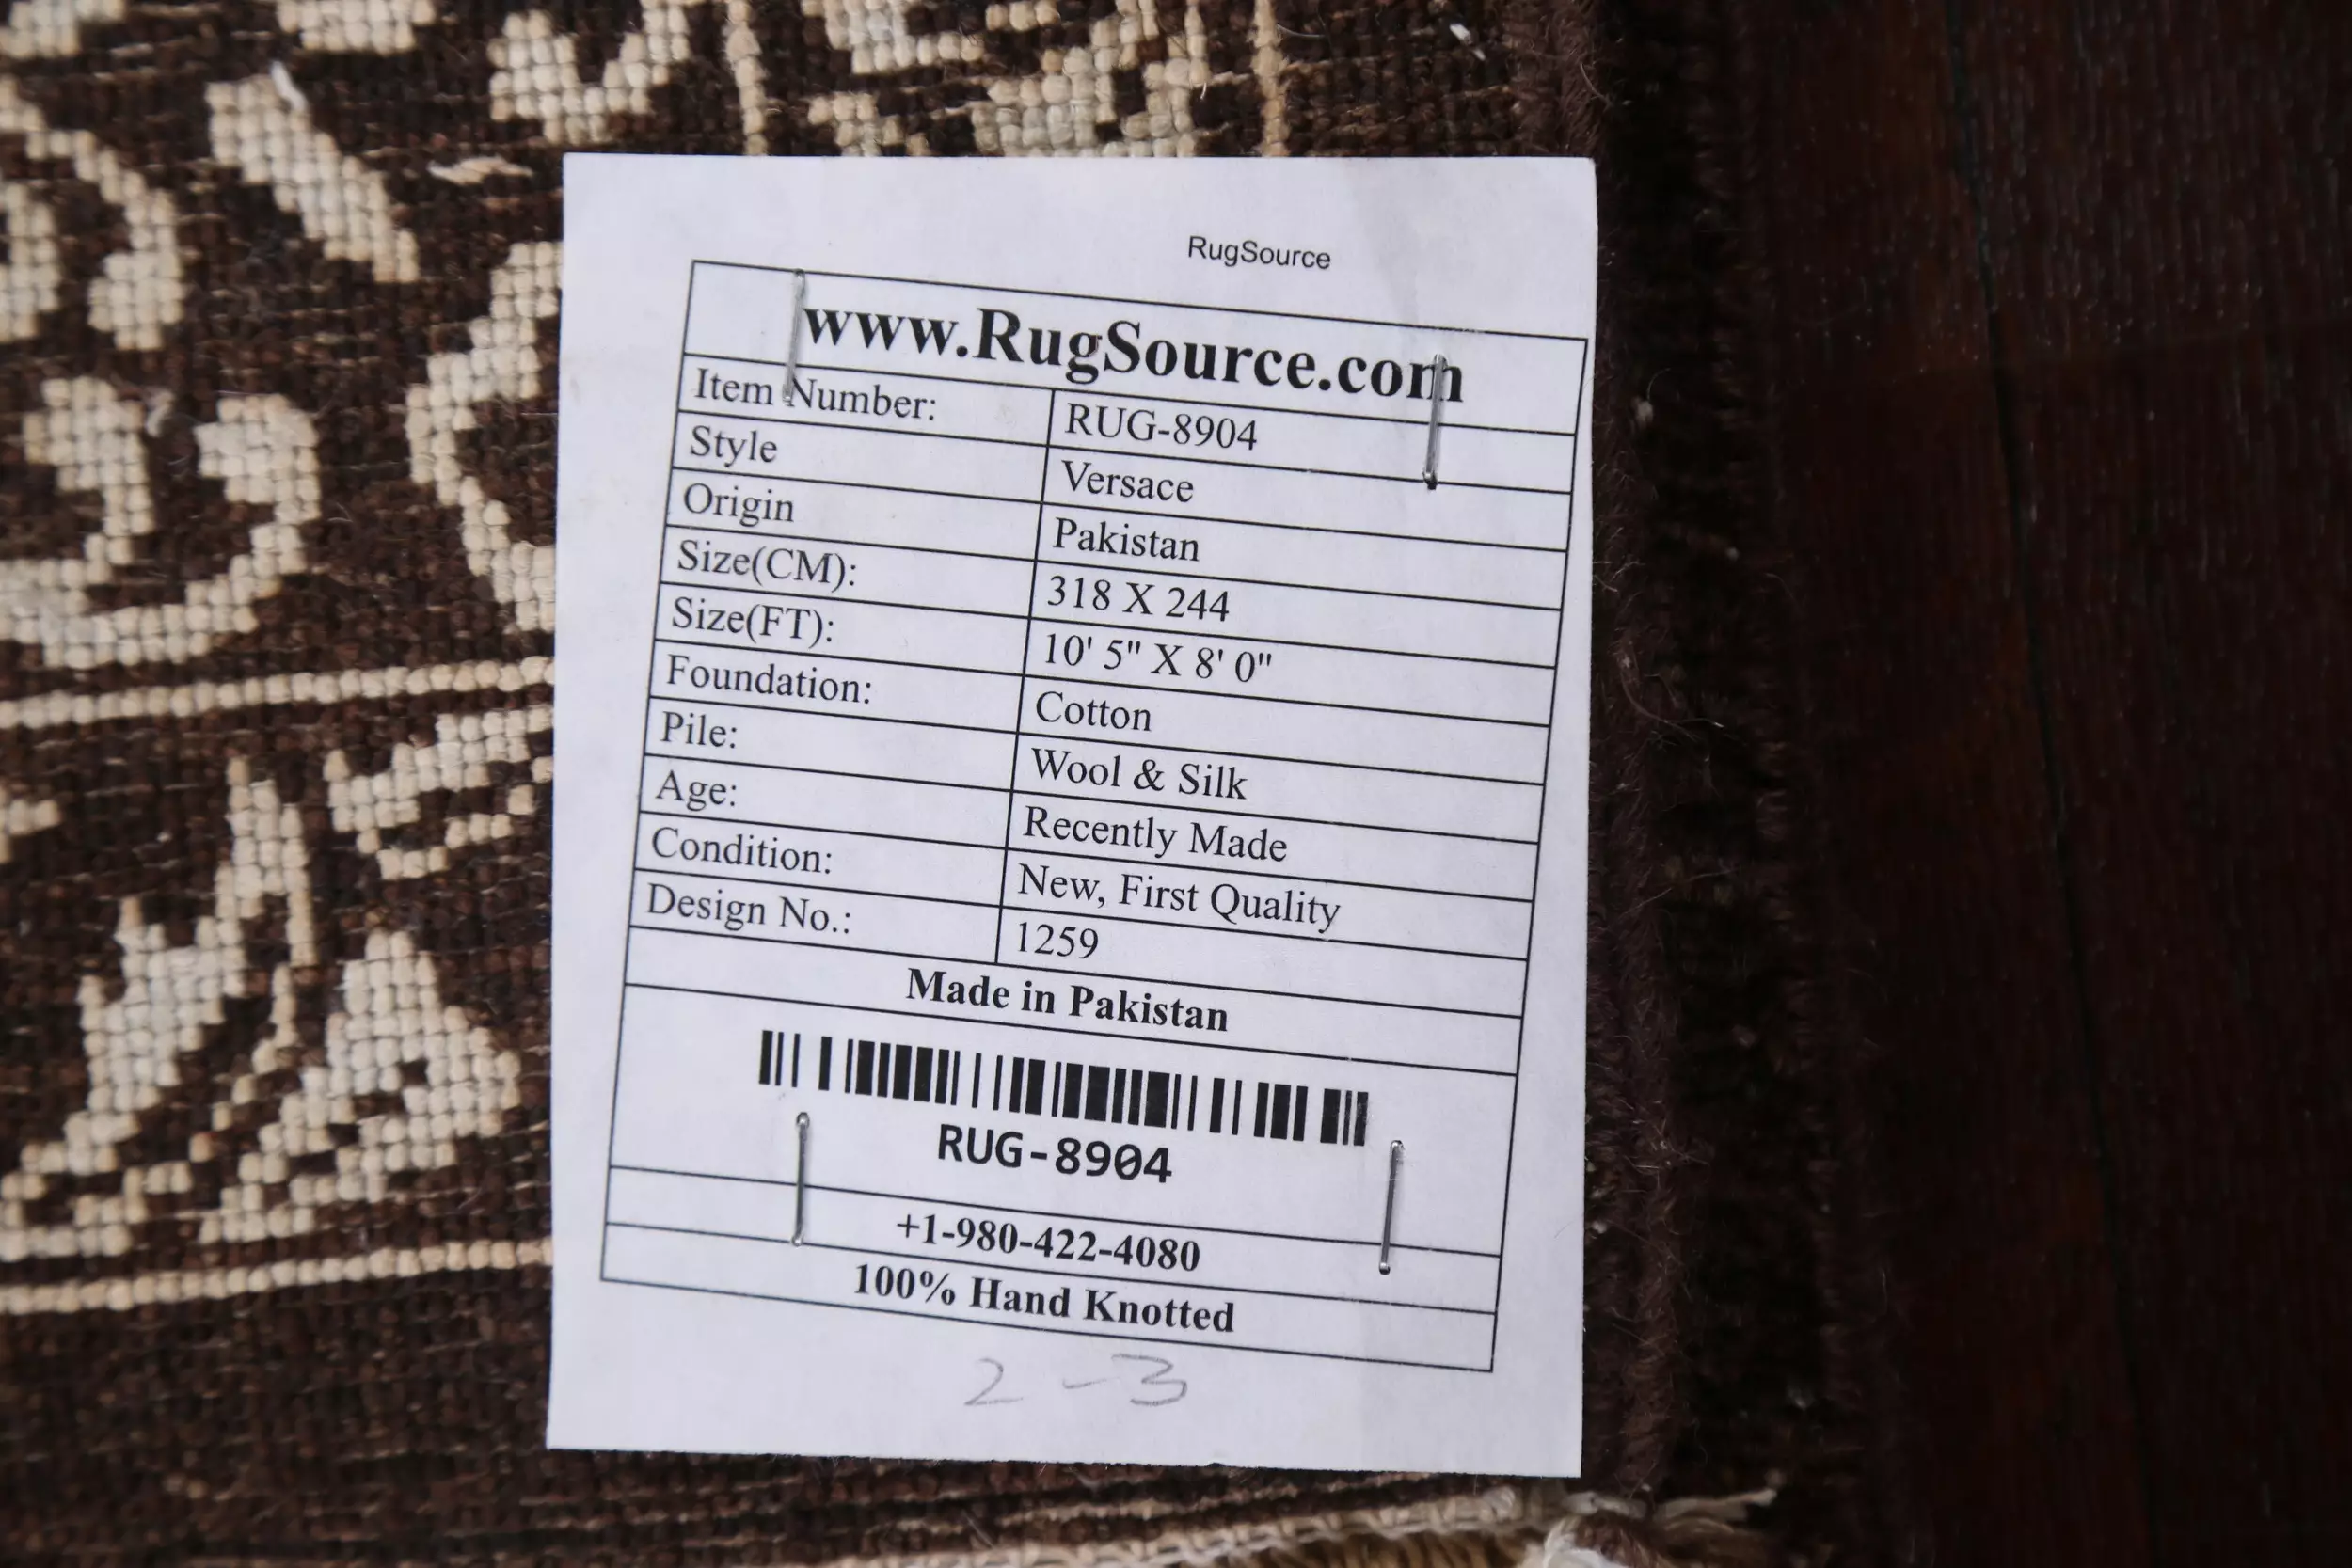 RugSource
www.RugSource.com
Item Number: RUG-8904
Style Versace
Origin Pakistan
Size(CM): 318 X 244
Size(FT): 10' 5" X 8' 0"
Foundation: Cotton
Pile: Wool & Silk
Age: Recently Made
Condition: New, First Quality
Design No.: 1259
Made in Pakistan
RUG-8904
+1-980-422-4080
100% Hand Knotted
2-3